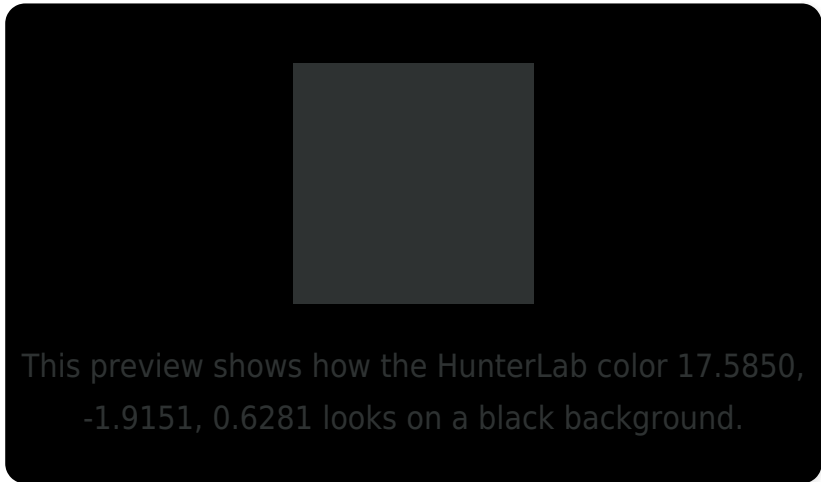 This preview shows how the HunterLab color 17.5850,
-1.9151, 0.6281 looks on a black background.